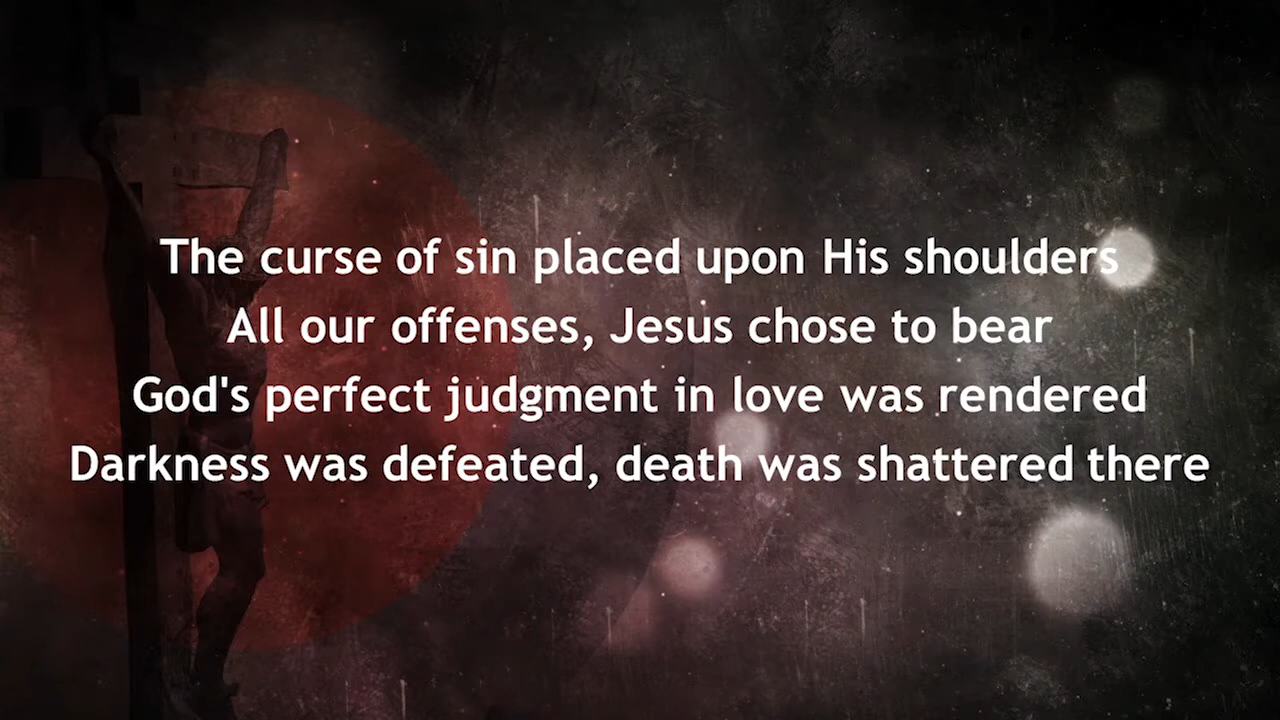 The curse of sin placed upon His shoulders
All our offenses, Jesus chose to bear
God's perfect judgment in love was rendered
Darkness was defeated, death was shattered there